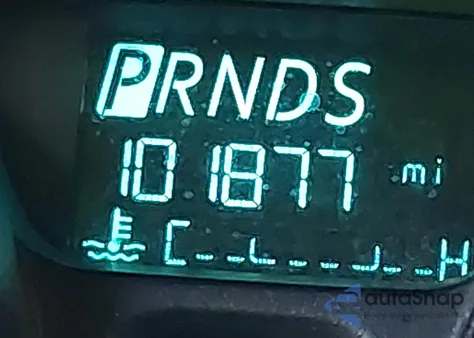 PRNDS
101877 mi
C H
autoSnap